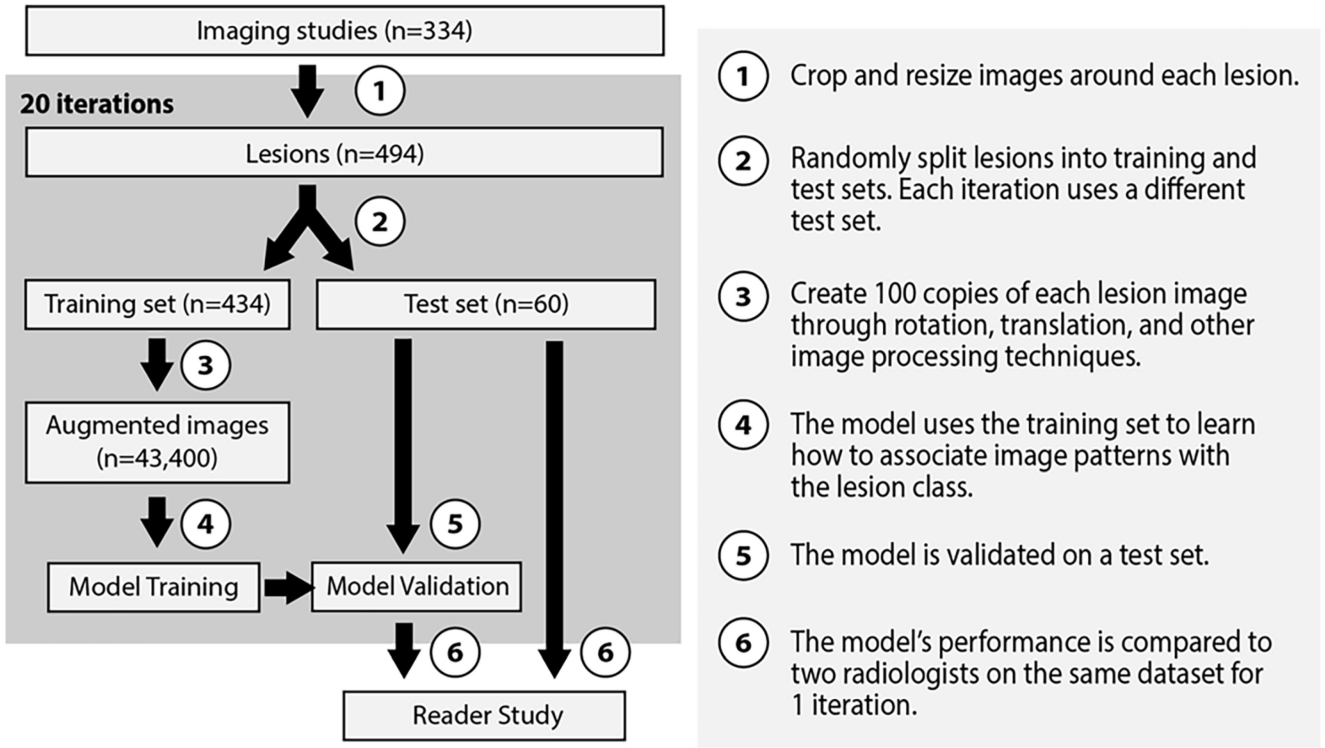 Imaging studies (n=334)
1
20 iterations
Lesions (n=494)
2
Training set (n=434)
Test set (n=60)
3
Augmented images
(n=43,400)
4
5
Model Training
Model Validation
6
6
Reader Study
1
Crop and resize images around each lesion.
2
Randomly split lesions into training and
test sets. Each iteration uses a different
test set.
3
Create 100 copies of each lesion image
through rotation, translation, and other
image processing techniques.
4
The model uses the training set to learn
how to associate image patterns with
the lesion class.
5
The model is validated on a test set.
6
The model’s performance is compared to
two radiologists on the same dataset for
1 iteration.